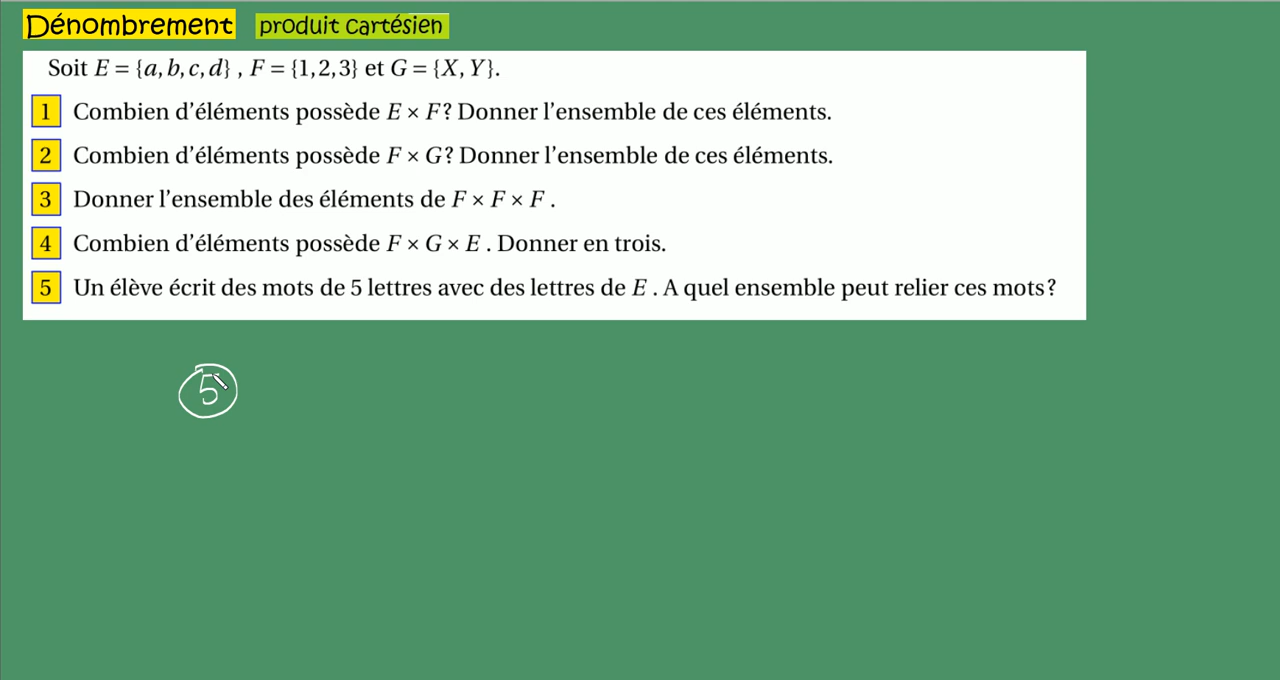 Dénombrement produit cartésien
Soit E = {a, b, c, d} , F = {1, 2, 3} et G = {X, Y}.
1 Combien d'éléments possède E × F? Donner l'ensemble de ces éléments.
2 Combien d'éléments possède F × G? Donner l'ensemble de ces éléments.
3 Donner l'ensemble des éléments de F × F × F .
4 Combien d'éléments possède F × G × E . Donner en trois.
5 Un élève écrit des mots de 5 lettres avec des lettres de E . A quel ensemble peut relier ces mots?
5